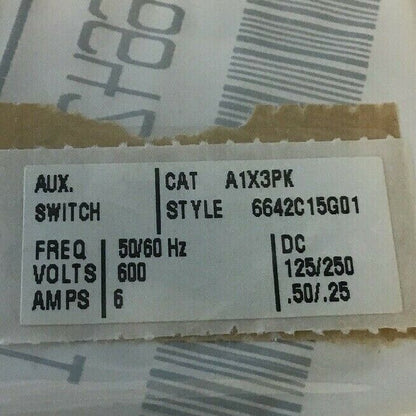 AUX. CAT A1X3PK
SWITCH STYLE 6642C15G01
FREQ 50/60 Hz DC
VOLTS 600 125/250
AMPS 6 .50/.25